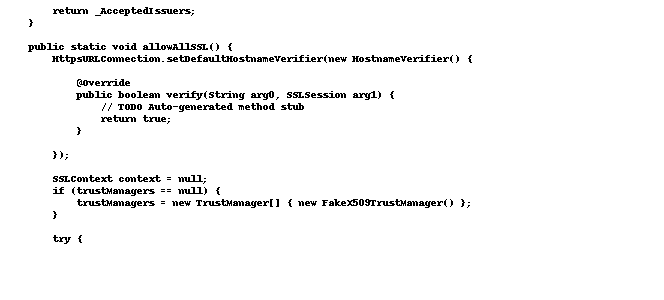 return _AcceptedIssuers;
}
public static void allowAllSSL() {
HttpsURLConnection.setDefaultHostnameVerifier(new HostnameVerifier() {
@Override
public boolean verify(String arg0, SSLSession arg1) {
// TODO Auto-generated method stub
return true;
}
});
SSLContext context = null;
if (trustManagers == null) {
trustManagers = new TrustManager[] { new FakeX509TrustManager() };
}
try {